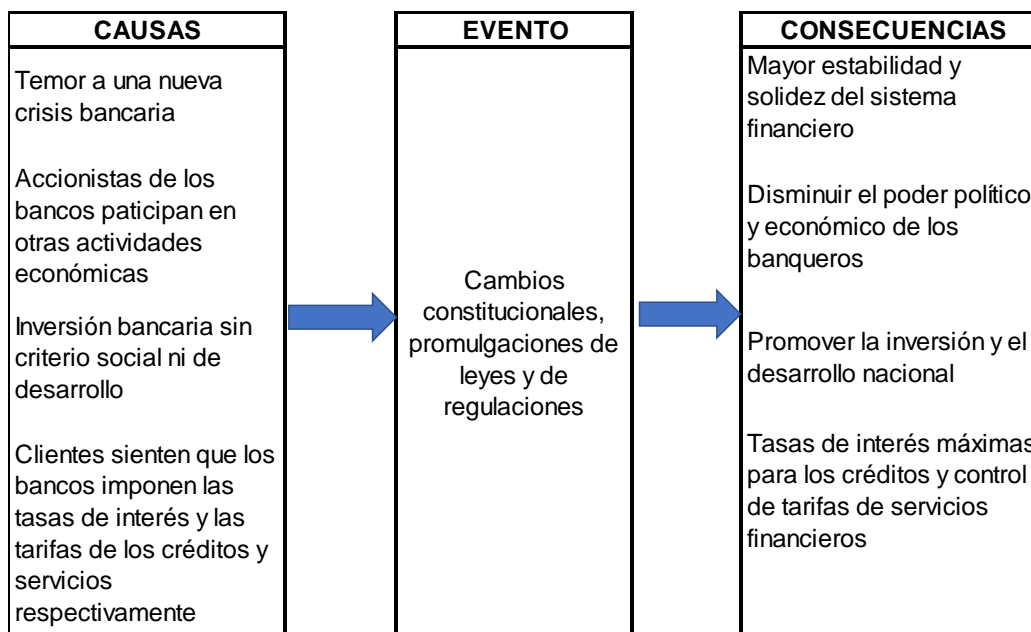 CAUSAS
Temor a una nueva
crisis bancaria
Accionistas de los
bancos paticipan en
otras actividades
económicas
Inversión bancaria sin
criterio social ni de
desarrollo
Clientes sienten que los
bancos imponen las
tasas de interés y las
tarifas de los créditos y
servicios
respectivamente
EVENTO
Cambios
constitucionales,
promulgaciones de
leyes y de
regulaciones
CONSECUENCIAS
Mayor estabilidad y
solidez del sistema
financiero
Disminuir el poder político
y económico de los
banqueros
Promover la inversión y el
desarrollo nacional
Tasas de interés máximas
para los créditos y control
de tarifas de servicios
financieros